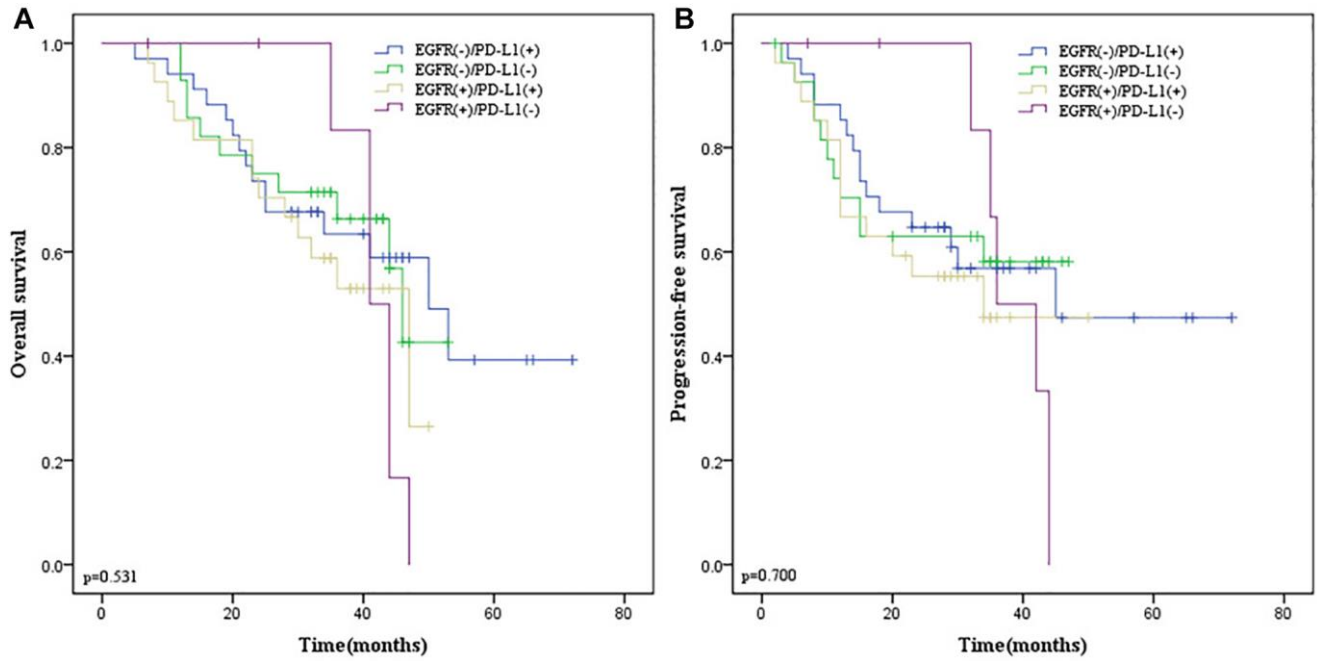 A
1.0
0.8
0.6
0.4
0.2
0.0
Overall survival
EGFR(-)/PD-L1(+)
EGFR(-)/PD-L1(-)
EGFR(+)/PD-L1(+)
EGFR(+)/PD-L1(-)
p=0.531
0 20 40 60 80
Time(months)
B
1.0
0.8
0.6
0.4
0.2
0.0
Progression-free survival
EGFR(-)/PD-L1(+)
EGFR(-)/PD-L1(-)
EGFR(+)/PD-L1(+)
EGFR(+)/PD-L1(-)
p=0.700
0 20 40 60 80
Time(months)